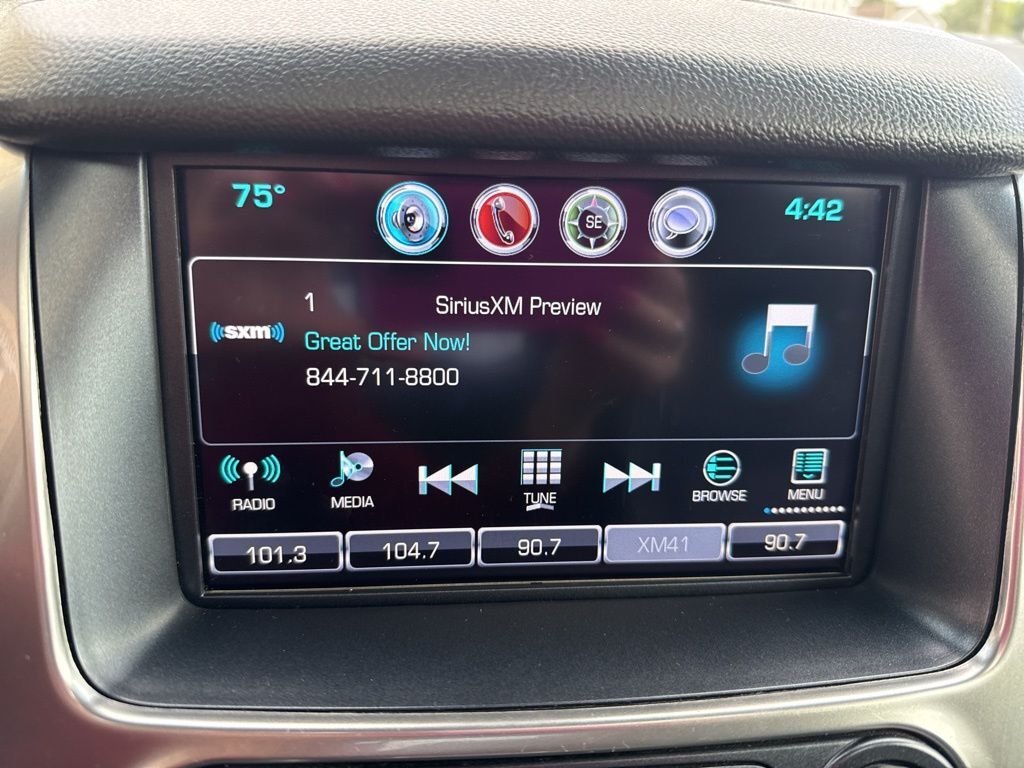 75°
SE
4:42
1 SiriusXM Preview
((sxm))
Great Offer Now!
844-711-8800
RADIO MEDIA TUNE BROWSE MENU
101.3 104.7 90.7 XM41 90.7